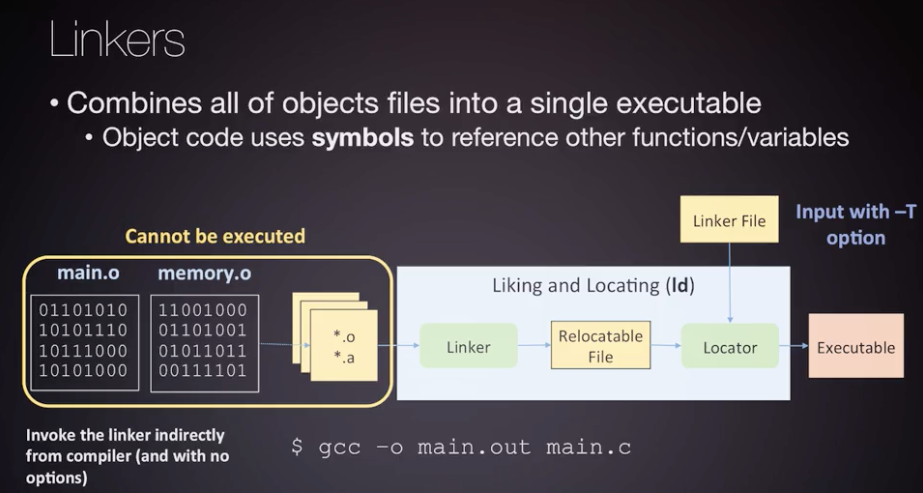 Linkers
• Combines all of objects files into a single executable
• Object code uses symbols to reference other functions/variables
Cannot be executed
main.o
01101010
10101110
10111000
10101000
memory.o
11001000
01101001
01011011
00111101
*.o
*.a
Liking and Locating (ld)
Linker
Relocatable
File
Locator
Linker File
Input with –T
option
Executable
Invoke the linker indirectly
from compiler (and with no
options)
$ gcc –o main.out main.c